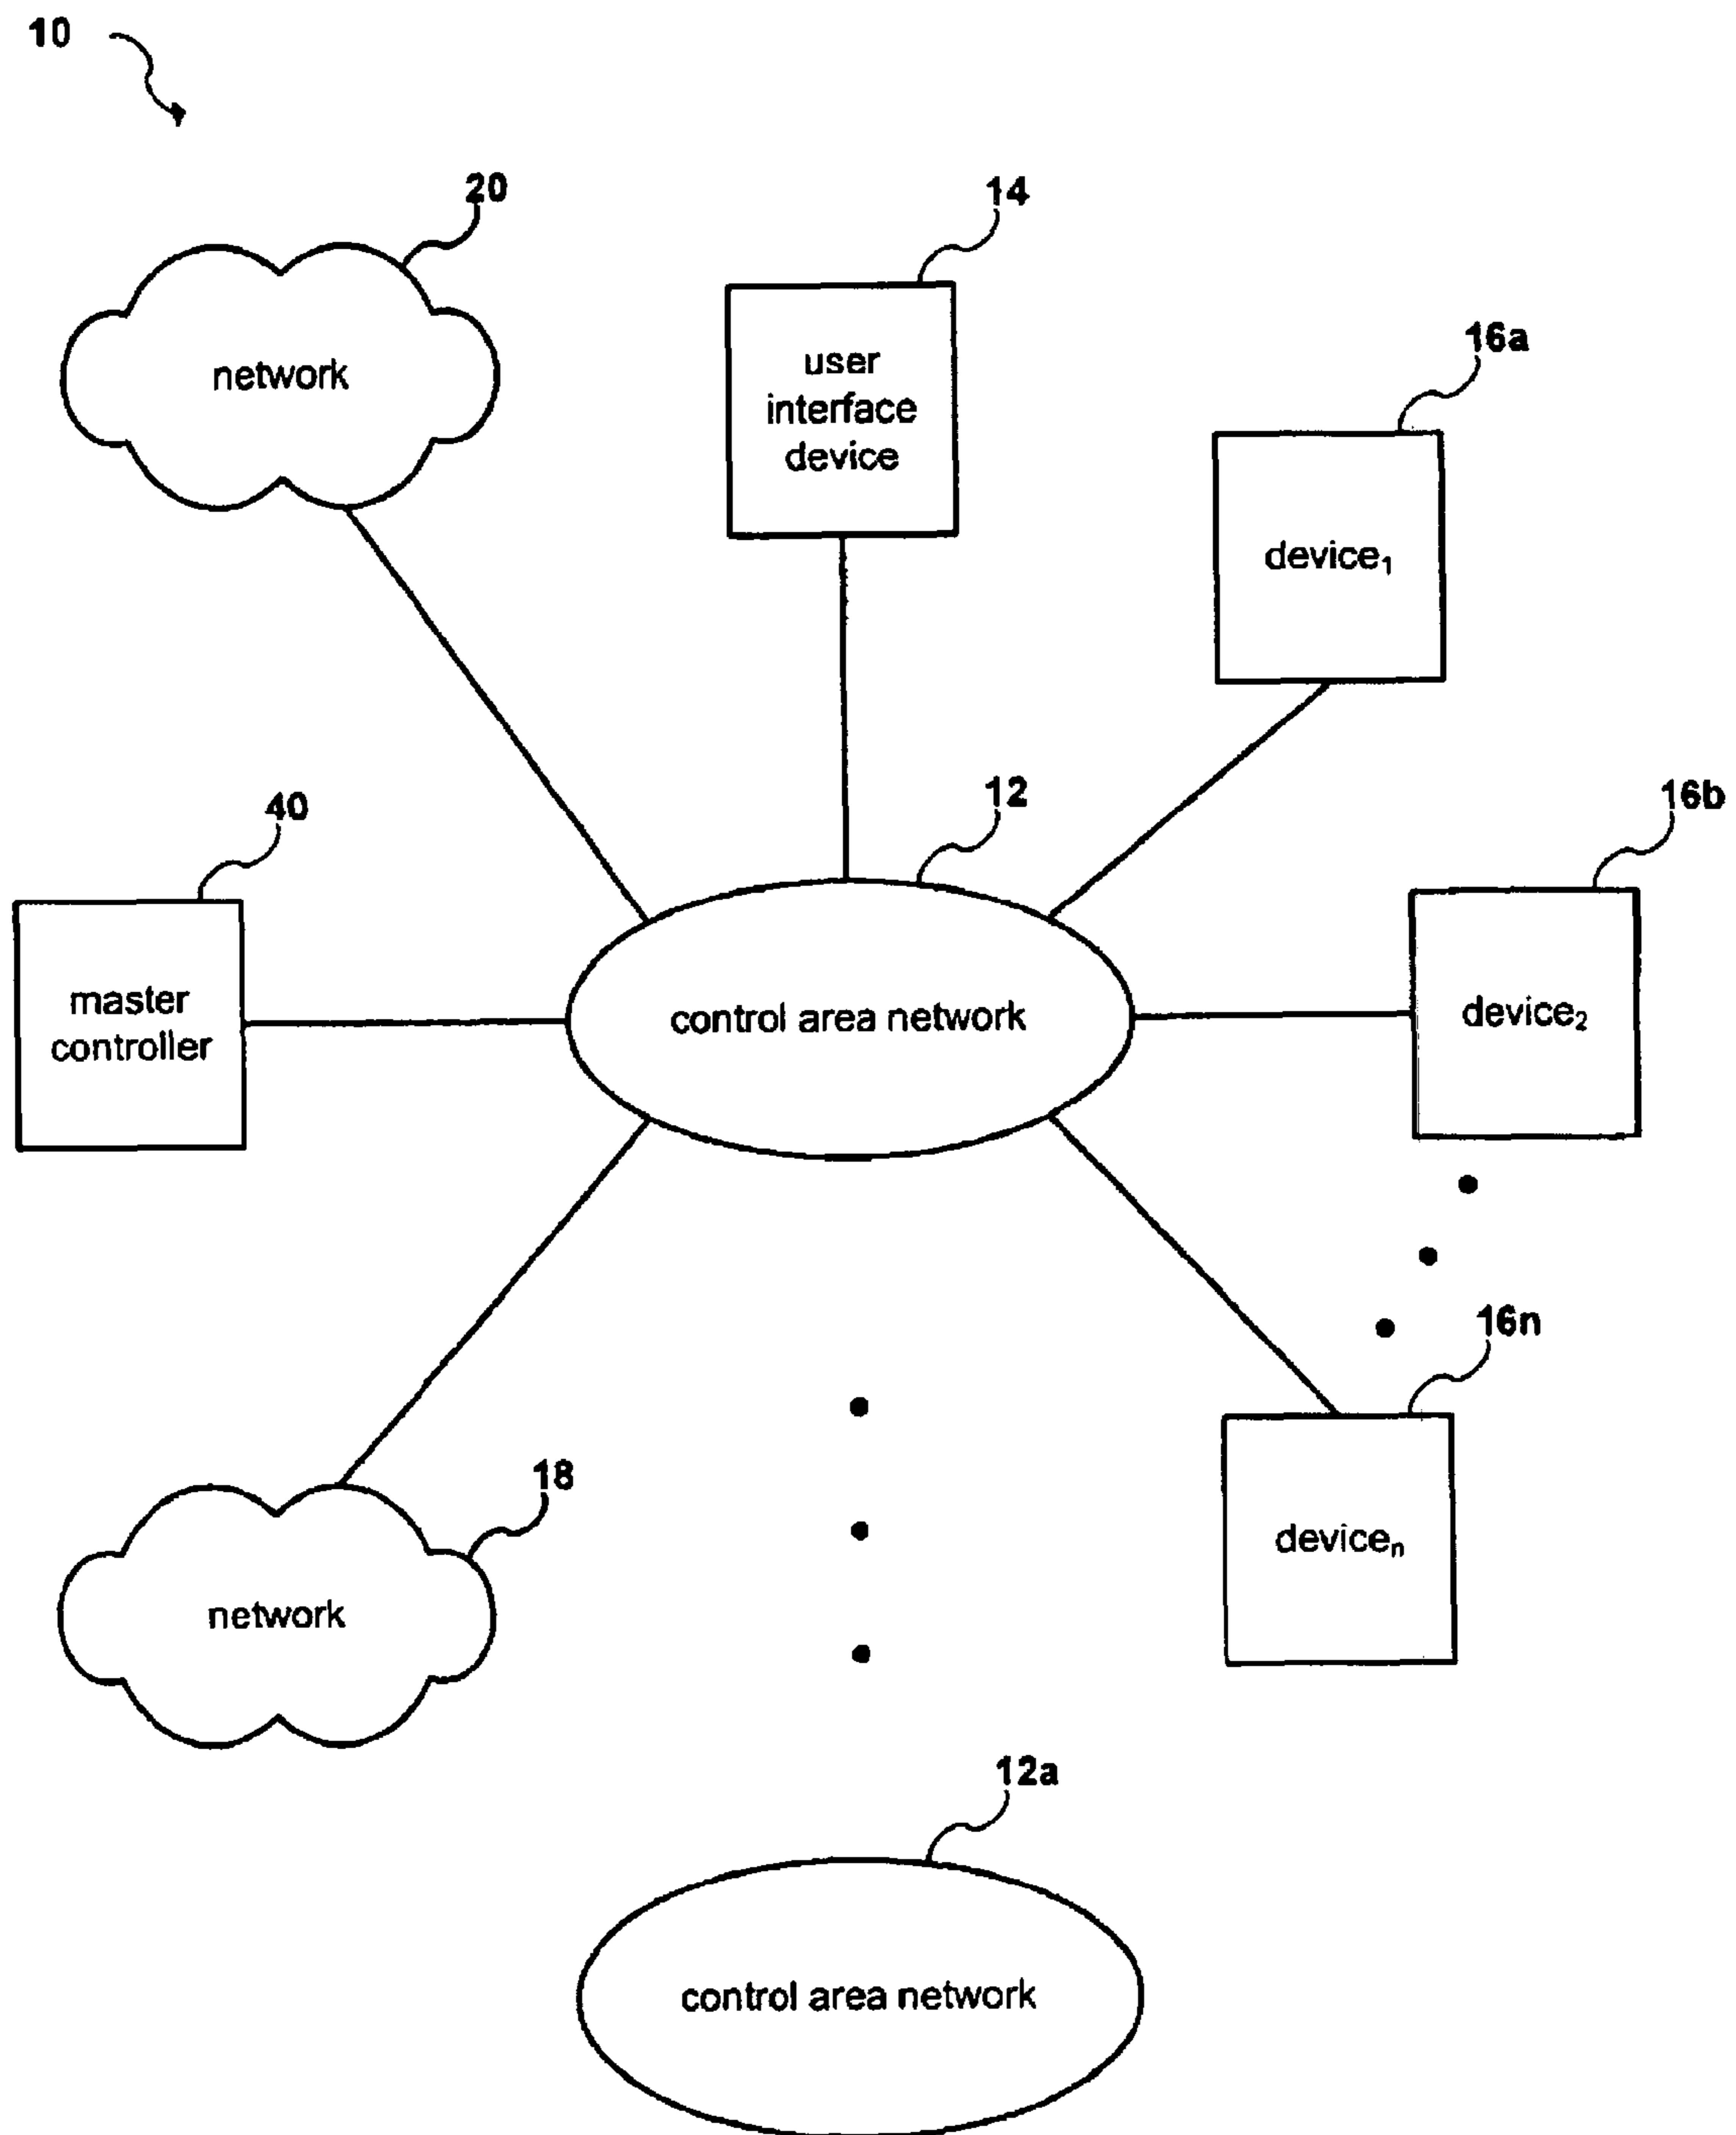 10
20
14
network
user
interface
device
16a
device₁
40
12
16b
master
controller
control area network
device₂
16n
18
network
deviceₙ
12a
control area network